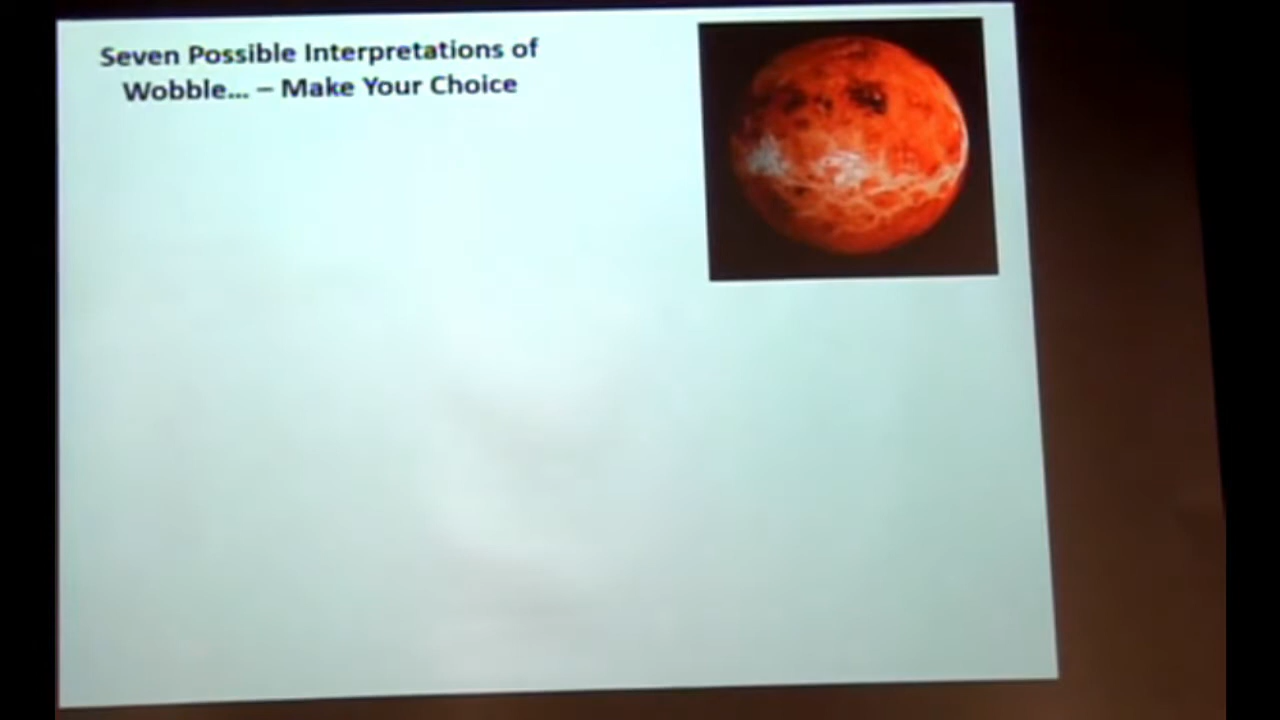 Seven Possible Interpretations of
Wobble... – Make Your Choice